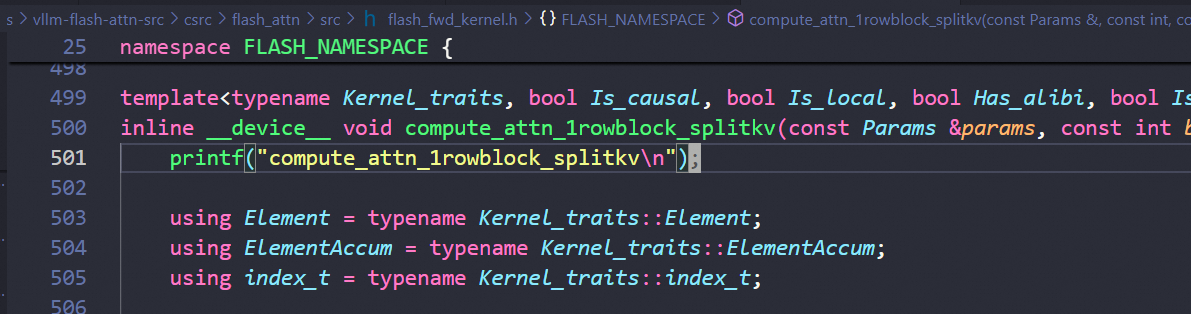 s > vllm-flash-attn-src > csrc > flash_attn > src > h flash_fwd_kernel.h > {} FLASH_NAMESPACE > compute_attn_1rowblock_splitkv(const Params &, const int, co
25 namespace FLASH_NAMESPACE {
498
499 template<typename Kernel_traits, bool Is_causal, bool Is_local, bool Has_alibi, bool Is
500 inline __device__ void compute_attn_1rowblock_splitkv(const Params &params, const int b
501 printf("compute_attn_1rowblock_splitkv\n");
502
503 using Element = typename Kernel_traits::Element;
504 using ElementAccum = typename Kernel_traits::ElementAccum;
505 using index_t = typename Kernel_traits::index_t;
506